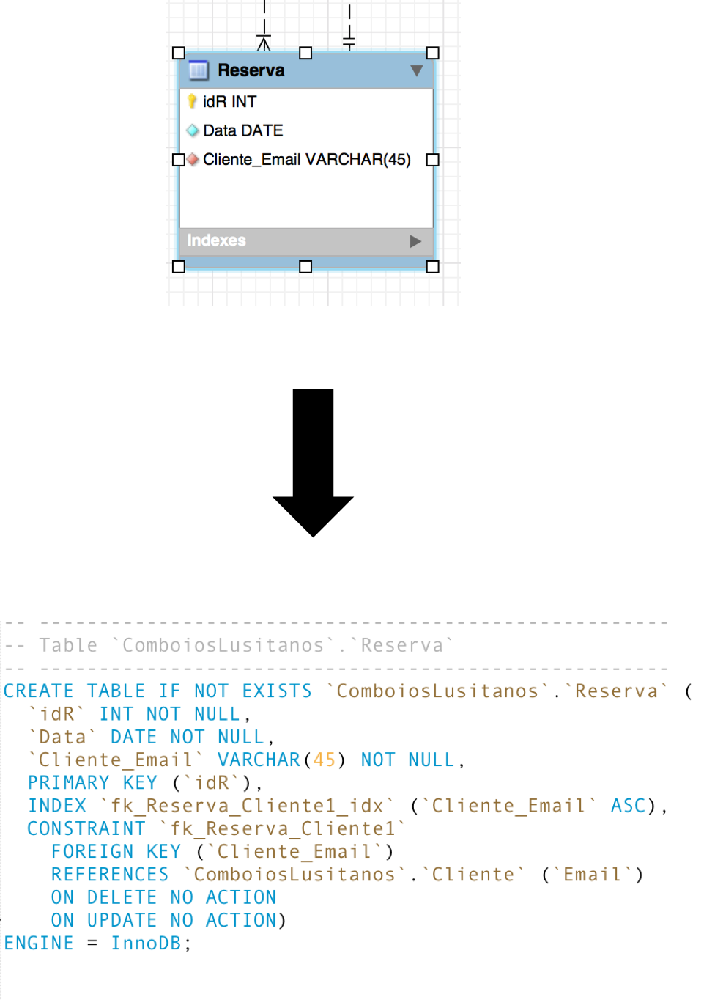 Reserva
idR INT
Data DATE
Cliente_Email VARCHAR(45)
Indexes
-- -----------------------------------------------------
-- Table `ComboiosLusitanos`.`Reserva`
-- -----------------------------------------------------
CREATE TABLE IF NOT EXISTS `ComboiosLusitanos`.`Reserva` (
  `idR` INT NOT NULL,
  `Data` DATE NOT NULL,
  `Cliente_Email` VARCHAR(45) NOT NULL,
  PRIMARY KEY (`idR`),
  INDEX `fk_Reserva_Cliente1_idx` (`Cliente_Email` ASC),
  CONSTRAINT `fk_Reserva_Cliente1`
    FOREIGN KEY (`Cliente_Email`)
    REFERENCES `ComboiosLusitanos`.`Cliente` (`Email`)
    ON DELETE NO ACTION
    ON UPDATE NO ACTION)
ENGINE = InnoDB;